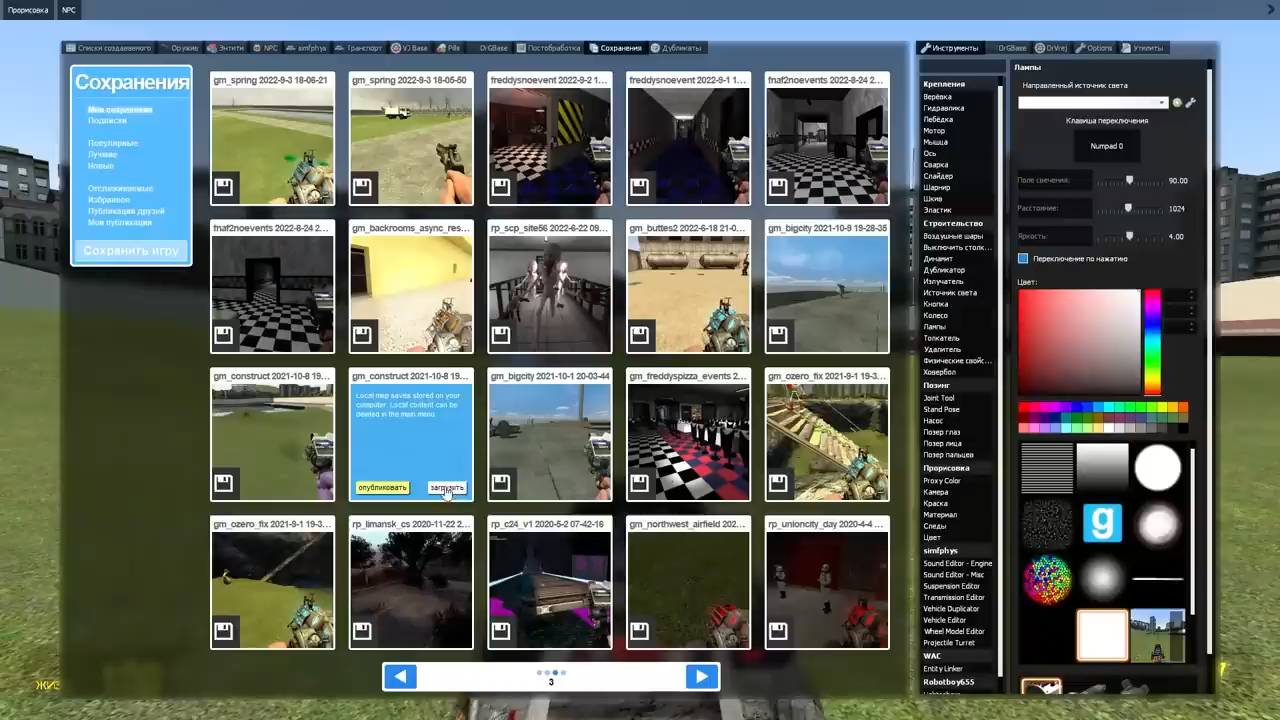 Прорисовка
NPC
Списки создаваемого
Оружие
Энтити
NPC
simfphys
Транспорт
VJ Base
Pills
DrGBase
Постобработка
Сохранения
Дубликаты
Инструменты
DrGBase
DrVrej
Options
Утилиты
Сохранения
Мои сохранения
Подписки
Популярные
Лучшие
Новые
Отслеживаемые
Избранное
Публикации друзей
Мои публикации
Сохранить игру
gm_spring 2022-9-3 18-06-21
gm_spring 2022-9-3 18-05-50
freddysnoevent 2022-9-2 1...
freddysnoevent 2022-9-1 1...
fnaf2noevents 2022-8-24 2...
fnaf2noevents 2022-8-24 2...
gm_backrooms_async_res...
rp_scp_site56 2022-6-22 09...
gm_buttes2 2022-6-18 21-0...
gm_bigcity 2021-10-9 19-28-35
gm_construct 2021-10-8 19...
gm_construct 2021-10-8 19...
gm_bigcity 2021-10-1 20-03-44
gm_freddyspizza_events 2...
gm_ozero_fix 2021-9-1 19-3...
Local map saves stored on your
computer. Local content can be
deleted in the main menu.
опубликовать
загрузить
gm_ozero_fix 2021-9-1 19-3...
rp_limansk_cs 2020-11-22 2...
rp_c24_v1 2020-5-2 07-42-16
gm_northwest_airfield 202...
rp_unioncity_day 2020-4-4 ...
3
Крепления
Верёвка
Гидравлика
Лебёдка
Мотор
Мышца
Ось
Сварка
Слайдер
Шарнир
Шкив
Эластик
Строительство
Воздушные шары
Выключить столк...
Динамит
Дубликатор
Излучатель
Источник света
Кнопка
Колесо
Лампы
Толкатель
Удалитель
Физические свойс...
Ховербол
Позинг
Joint Tool
Stand Pose
Насос
Позер глаз
Позер лица
Позер пальцев
Прорисовка
Proxy Color
Камера
Краска
Материал
Следы
Цвет
simfphys
Sound Editor - Engine
Sound Editor - Misc
Suspension Editor
Transmission Editor
Vehicle Duplicator
Vehicle Editor
Wheel Model Editor
Projectile Turret
WAC
Entity Linker
Robotboy655
Лампы
Направленный источник света
Клавиша переключения
Numpad 0
Поле свечения:
90.00
Расстояние:
1024
Яркость:
4.00
Переключение по нажатию
Цвет:
g